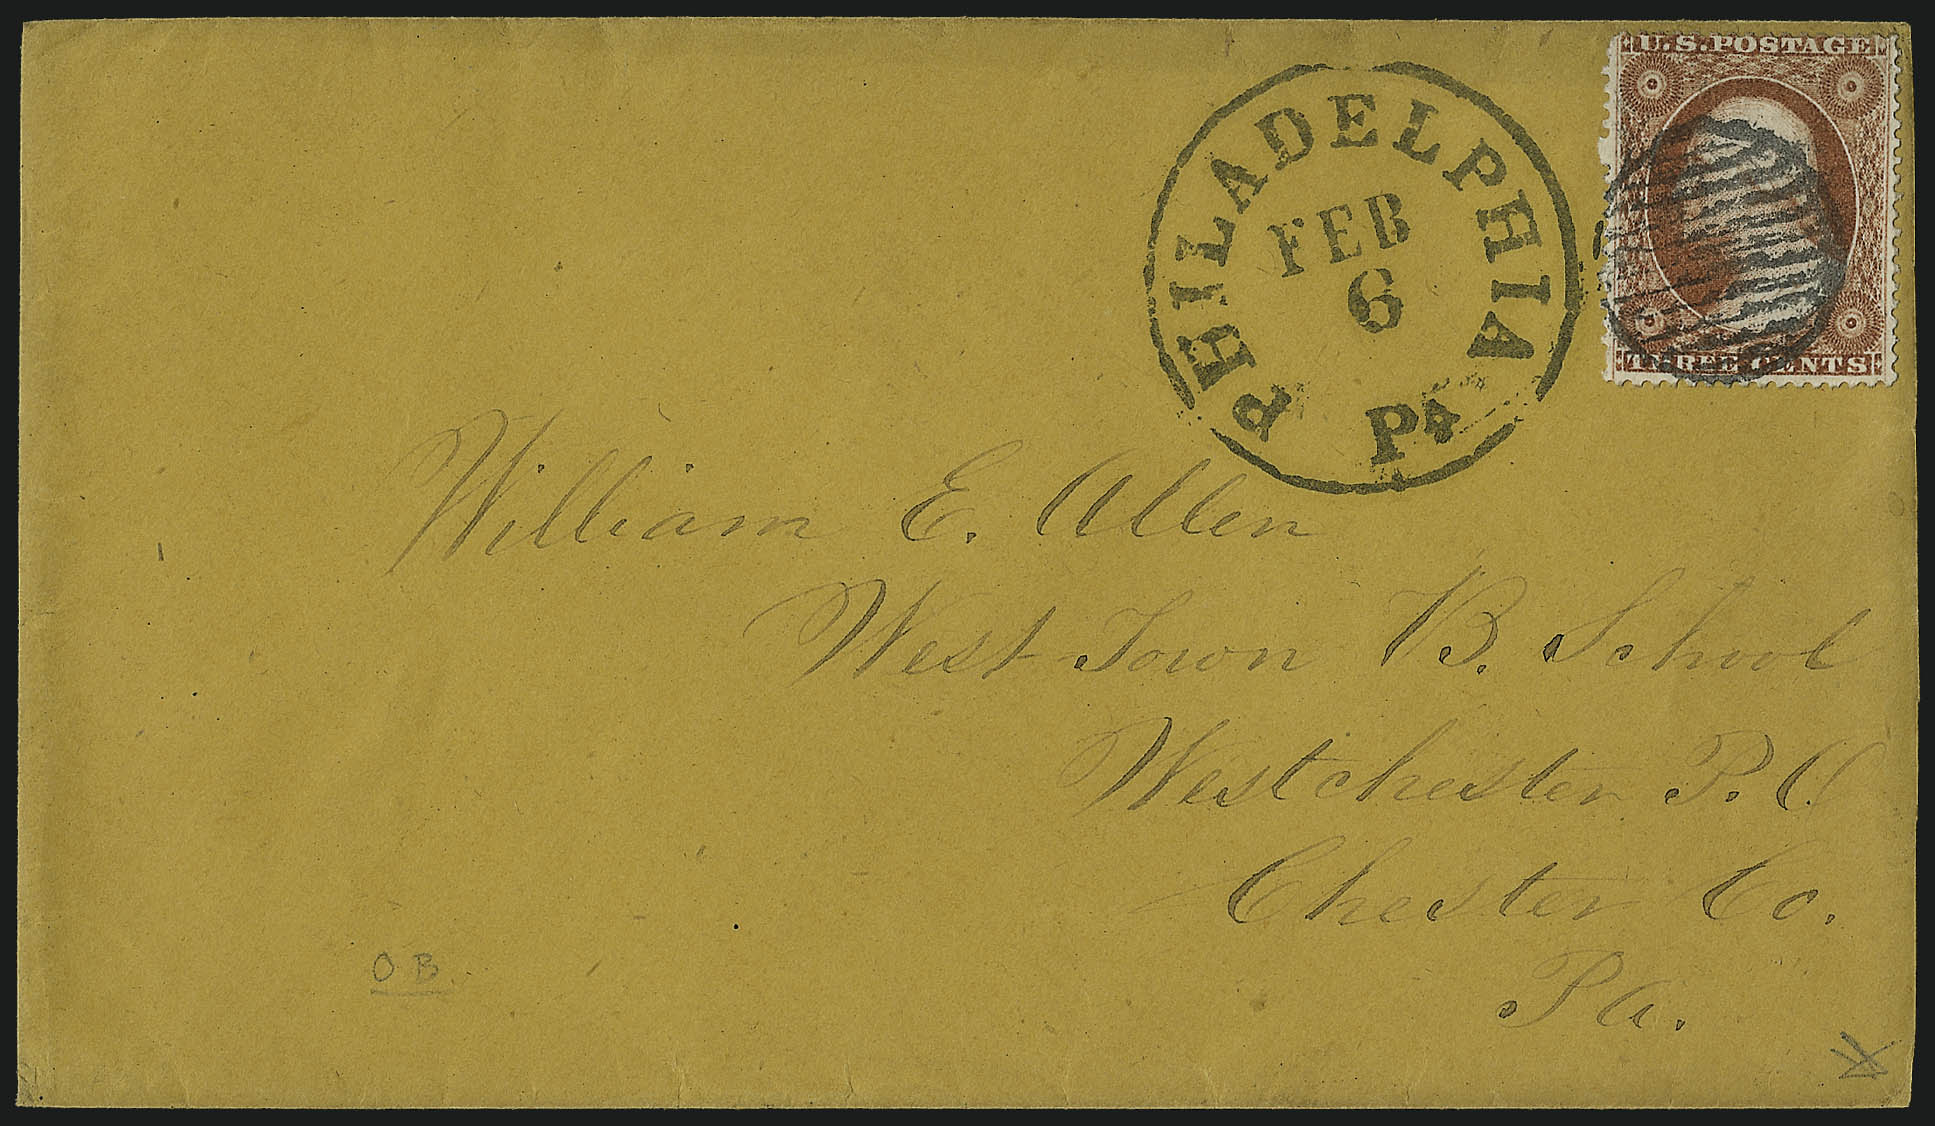 U.S. POSTAGE
THREE CENTS
PHILADELPHIA
FEB
6
Pa
William E. Allen
West-Town B. School
Westchester P. O.
Chester Co.
Pa.
O B.